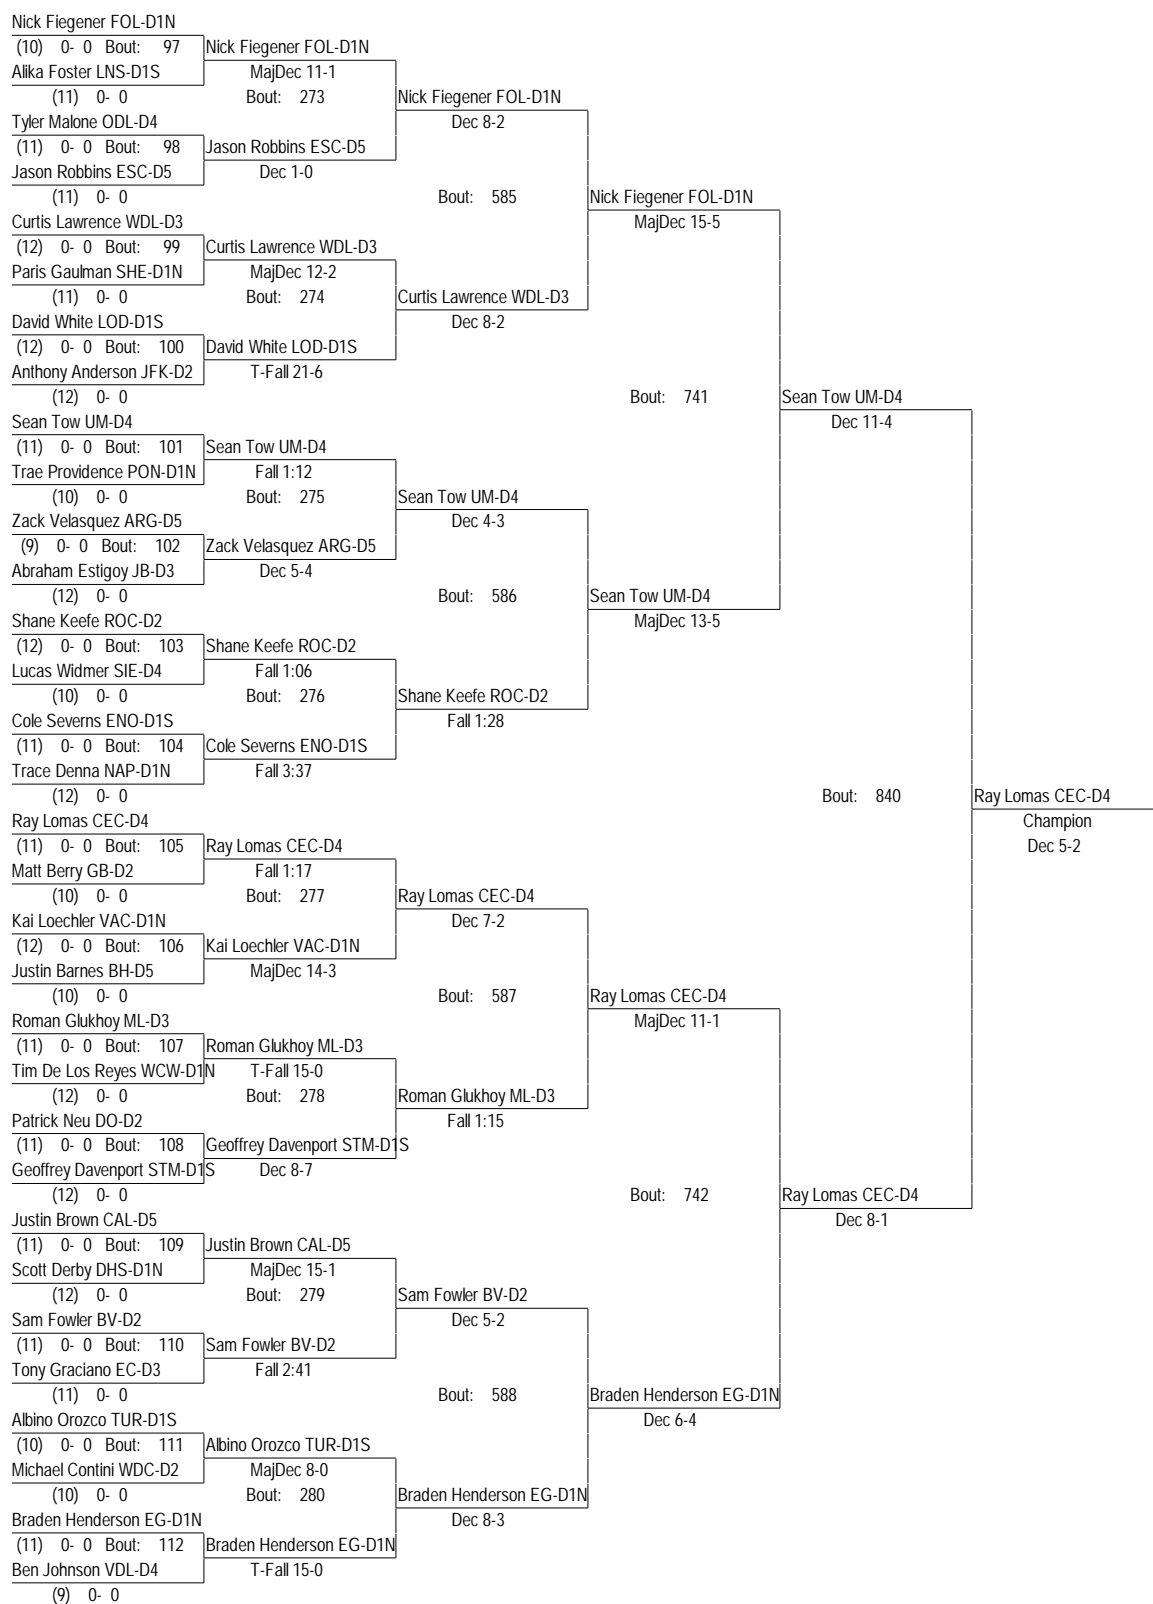 Nick Fiegener FOL-D1N
(10) 0- 0 Bout: 97 Nick Fiegener FOL-D1N
Alika Foster LNS-D1S MajDec 11-1
(11) 0- 0 Bout: 273 Nick Fiegener FOL-D1N
Tyler Malone ODL-D4 Dec 8-2
(11) 0- 0 Bout: 98 Jason Robbins ESC-D5
Jason Robbins ESC-D5 Dec 1-0
(11) 0- 0 Bout: 585 Nick Fiegener FOL-D1N
Curtis Lawrence WDL-D3 MajDec 15-5
(12) 0- 0 Bout: 99 Curtis Lawrence WDL-D3
Paris Gaulman SHE-D1N MajDec 12-2
(11) 0- 0 Bout: 274 Curtis Lawrence WDL-D3
David White LOD-D1S Dec 8-2
(12) 0- 0 Bout: 100 David White LOD-D1S
Anthony Anderson JFK-D2 T-Fall 21-6
(12) 0- 0 Bout: 741 Sean Tow UM-D4
Sean Tow UM-D4 Dec 11-4
(11) 0- 0 Bout: 101 Sean Tow UM-D4
Trae Providence PON-D1N Fall 1:12
(10) 0- 0 Bout: 275 Sean Tow UM-D4
Zack Velasquez ARG-D5 Dec 4-3
(9) 0- 0 Bout: 102 Zack Velasquez ARG-D5
Abraham Estigoy JB-D3 Dec 5-4
(12) 0- 0 Bout: 586 Sean Tow UM-D4
Shane Keefe ROC-D2 MajDec 13-5
(12) 0- 0 Bout: 103 Shane Keefe ROC-D2
Lucas Widmer SIE-D4 Fall 1:06
(10) 0- 0 Bout: 276 Shane Keefe ROC-D2
Cole Severns ENO-D1S Fall 1:28
(11) 0- 0 Bout: 104 Cole Severns ENO-D1S
Trace Denna NAP-D1N Fall 3:37
(12) 0- 0 Bout: 840 Ray Lomas CEC-D4
Ray Lomas CEC-D4 Champion
(11) 0- 0 Bout: 105 Ray Lomas CEC-D4 Dec 5-2
Matt Berry GB-D2 Fall 1:17
(10) 0- 0 Bout: 277 Ray Lomas CEC-D4
Kai Loechler VAC-D1N Dec 7-2
(12) 0- 0 Bout: 106 Kai Loechler VAC-D1N
Justin Barnes BH-D5 MajDec 14-3
(10) 0- 0 Bout: 587 Ray Lomas CEC-D4
Roman Glukhoy ML-D3 MajDec 11-1
(11) 0- 0 Bout: 107 Roman Glukhoy ML-D3
Tim De Los Reyes WCW-D1N T-Fall 15-0
(12) 0- 0 Bout: 278 Roman Glukhoy ML-D3
Patrick Neu DO-D2 Fall 1:15
(11) 0- 0 Bout: 108 Geoffrey Davenport STM-D1S
Geoffrey Davenport STM-D1S Dec 8-7
(12) 0- 0 Bout: 742 Ray Lomas CEC-D4
Justin Brown CAL-D5 Dec 8-1
(11) 0- 0 Bout: 109 Justin Brown CAL-D5
Scott Derby DHS-D1N MajDec 15-1
(12) 0- 0 Bout: 279 Sam Fowler BV-D2
Sam Fowler BV-D2 Dec 5-2
(11) 0- 0 Bout: 110 Sam Fowler BV-D2
Tony Graciano EC-D3 Fall 2:41
(11) 0- 0 Bout: 588 Braden Henderson EG-D1N
Albino Orozco TUR-D1S Dec 6-4
(10) 0- 0 Bout: 111 Albino Orozco TUR-D1S
Michael Contini WDC-D2 MajDec 8-0
(10) 0- 0 Bout: 280 Braden Henderson EG-D1N
Braden Henderson EG-D1N Dec 8-3
(11) 0- 0 Bout: 112 Braden Henderson EG-D1N
Ben Johnson VDL-D4 T-Fall 15-0
(9) 0- 0